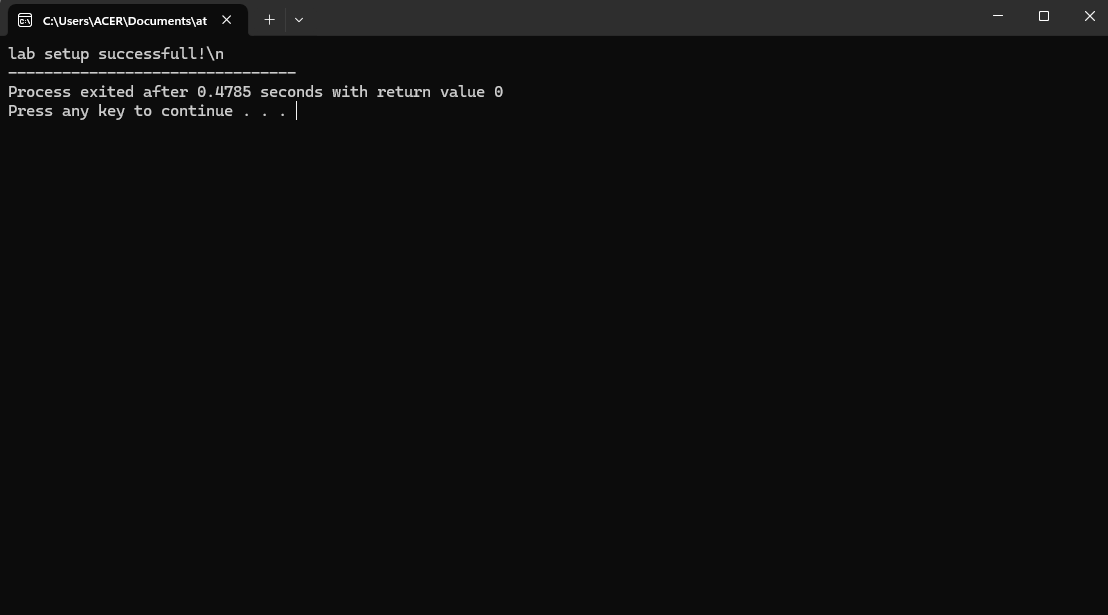 C:\Users\ACER\Documents\at
lab setup successfull!\n
--------------------------------
Process exited after 0.4785 seconds with return value 0
Press any key to continue . . .